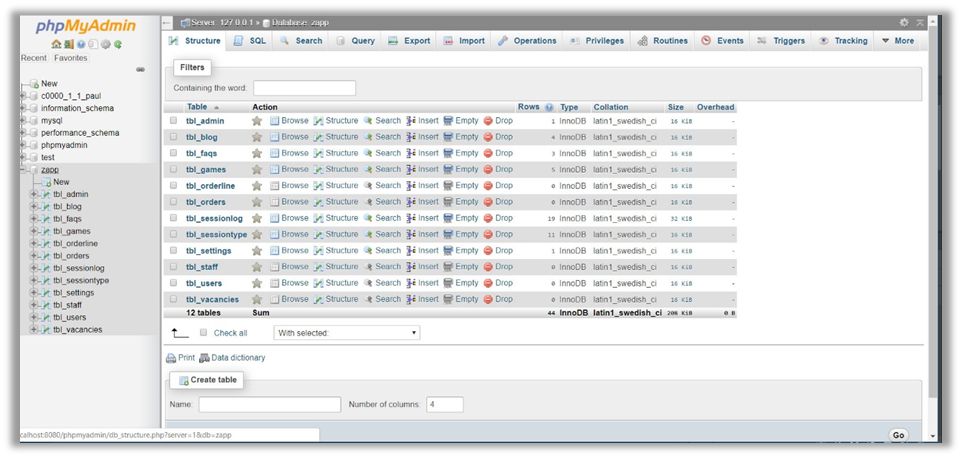 phpMyAdmin
Recent Favorites
New
c0000_1_1_paul
information_schema
mysql
performance_schema
phpmyadmin
test
zapp
New
tbl_admin
tbl_blog
tbl_faqs
tbl_games
tbl_orderline
tbl_orders
tbl_sessionlog
tbl_sessiontype
tbl_settings
tbl_staff
tbl_users
tbl_vacancies
calhost:8080/phpmyadmin/db_structure.php?server=1&db=zapp
Server: 127.0.0.1 » Database: zapp
Structure SQL Search Query Export Import Operations Privileges Routines Events Triggers Tracking More
Filters
Containing the word:
Table Action Rows Type Collation Size Overhead
tbl_admin Browse Structure Search Insert Empty Drop 1 InnoDB latin1_swedish_ci 16 KiB -
tbl_blog Browse Structure Search Insert Empty Drop 4 InnoDB latin1_swedish_ci 16 KiB -
tbl_faqs Browse Structure Search Insert Empty Drop 3 InnoDB latin1_swedish_ci 16 KiB -
tbl_games Browse Structure Search Insert Empty Drop 5 InnoDB latin1_swedish_ci 16 KiB -
tbl_orderline Browse Structure Search Insert Empty Drop 0 InnoDB latin1_swedish_ci 16 KiB -
tbl_orders Browse Structure Search Insert Empty Drop 0 InnoDB latin1_swedish_ci 16 KiB -
tbl_sessionlog Browse Structure Search Insert Empty Drop 19 InnoDB latin1_swedish_ci 32 KiB -
tbl_sessiontype Browse Structure Search Insert Empty Drop 11 InnoDB latin1_swedish_ci 16 KiB -
tbl_settings Browse Structure Search Insert Empty Drop 1 InnoDB latin1_swedish_ci 16 KiB -
tbl_staff Browse Structure Search Insert Empty Drop 0 InnoDB latin1_swedish_ci 16 KiB -
tbl_users Browse Structure Search Insert Empty Drop 0 InnoDB latin1_swedish_ci 16 KiB -
tbl_vacancies Browse Structure Search Insert Empty Drop 0 InnoDB latin1_swedish_ci 16 KiB -
12 tables Sum 44 InnoDB latin1_swedish_ci 208 KiB 0 B
Check all With selected:
Print Data dictionary
Create table
Name: Number of columns: 4
Go